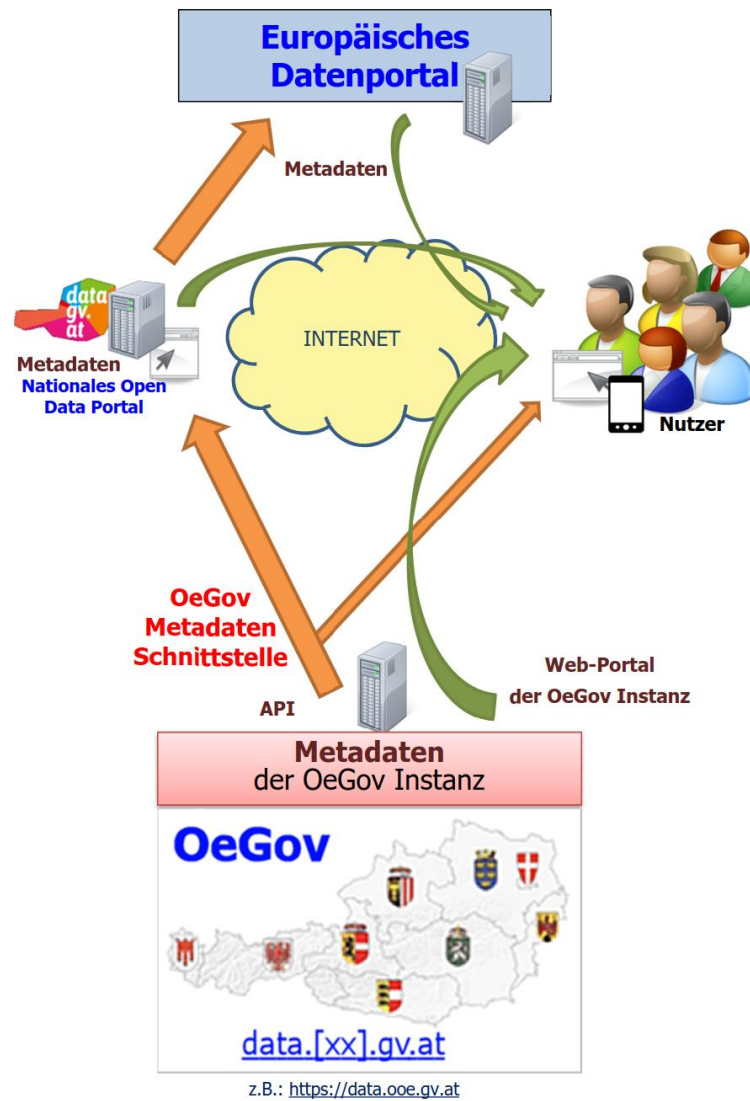 Europäisches
Datenportal
Metadaten
data
gv.
at
INTERNET
Metadaten
Nationales Open
Data Portal
Nutzer
OeGov
Metadaten
Schnittstelle
API
Web-Portal
der OeGov Instanz
Metadaten
der OeGov Instanz
OeGov
data.[xx].gv.at
z.B.: https://data.ooe.gv.at